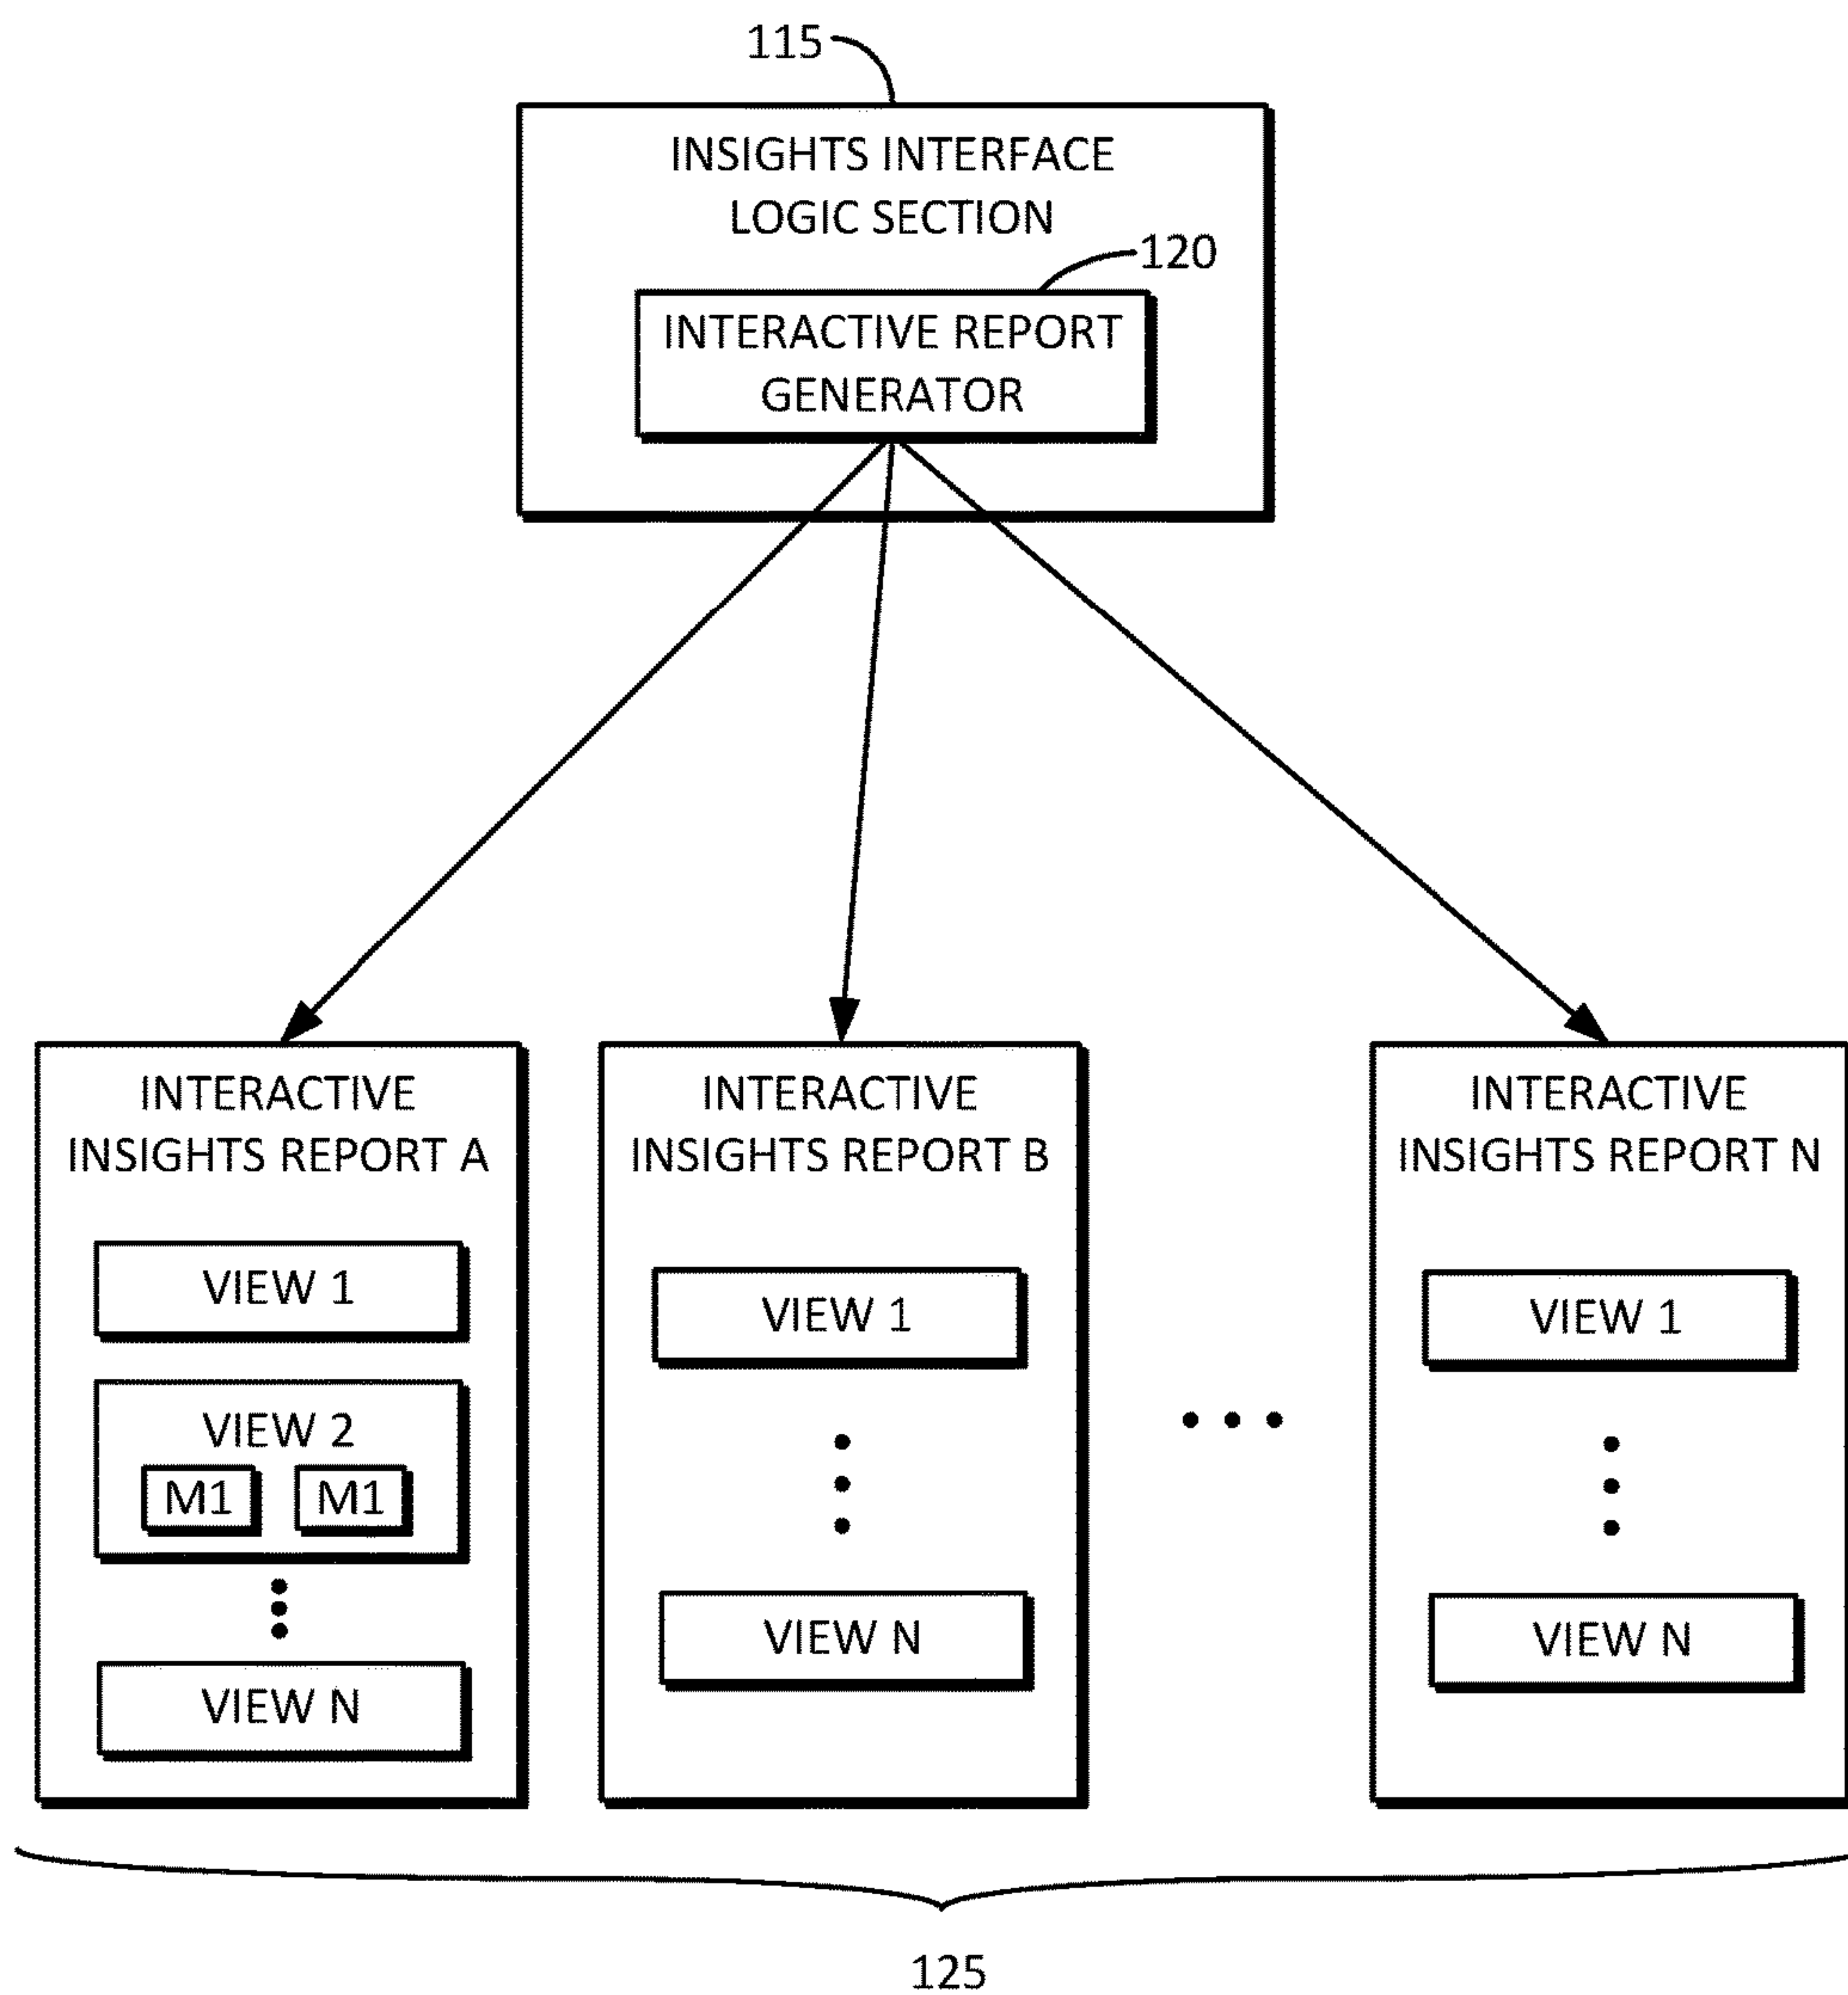 115
INSIGHTS INTERFACE
LOGIC SECTION
120
INTERACTIVE REPORT
GENERATOR
INTERACTIVE
INSIGHTS REPORT A
VIEW 1
VIEW 2
M1
M1
VIEW N
INTERACTIVE
INSIGHTS REPORT B
VIEW 1
VIEW N
INTERACTIVE
INSIGHTS REPORT N
VIEW 1
VIEW N
125